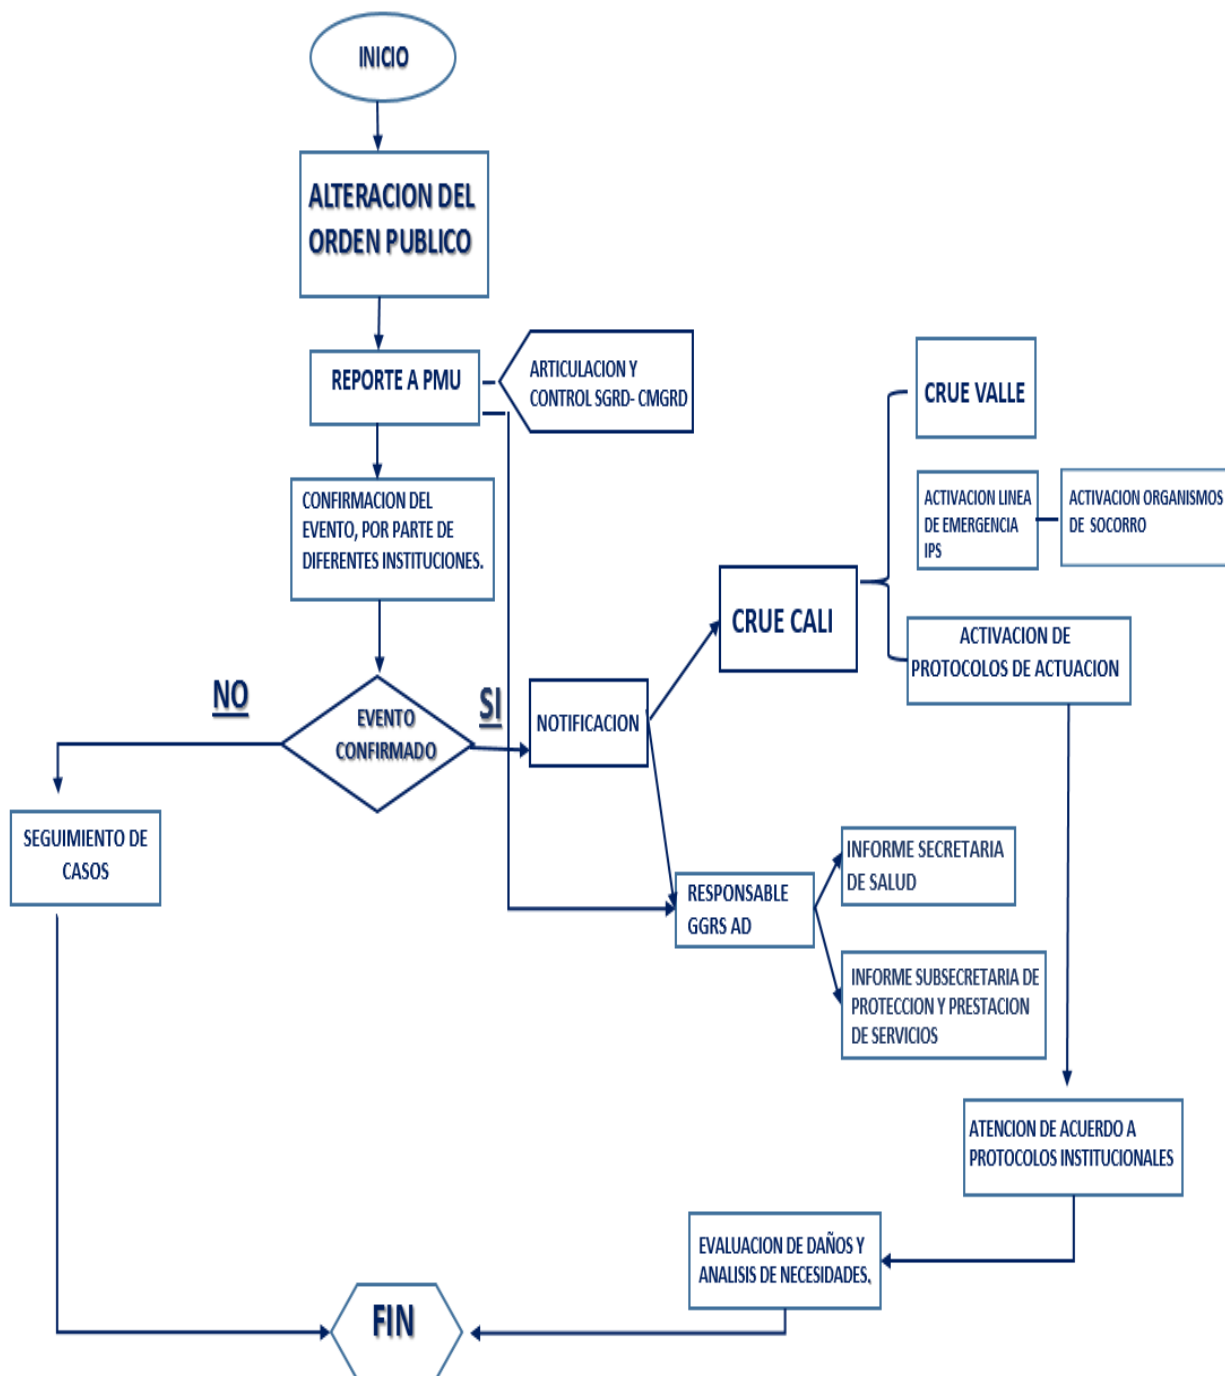 INICIO
ALTERACION DEL
ORDEN PUBLICO
REPORTE A PMU
ARTICULACION Y
CONTROL SGRD- CMGRD
CONFIRMACION DEL
EVENTO, POR PARTE DE
DIFERENTES INSTITUCIONES.
EVENTO
CONFIRMADO
NO
SI
SEGUIMIENTO DE
CASOS
NOTIFICACION
CRUE CALI
CRUE VALLE
ACTIVACION LINEA
DE EMERGENCIA
IPS
ACTIVACION ORGANISMOS
DE SOCORRO
ACTIVACION DE
PROTOCOLOS DE ACTUACION
RESPONSABLE
GGRS AD
INFORME SECRETARIA
DE SALUD
INFORME SUBSECRETARIA DE
PROTECCION Y PRESTACION
DE SERVICIOS
ATENCION DE ACUERDO A
PROTOCOLOS INSTITUCIONALES
EVALUACION DE DAÑOS Y
ANALISIS DE NECESIDADES.
FIN